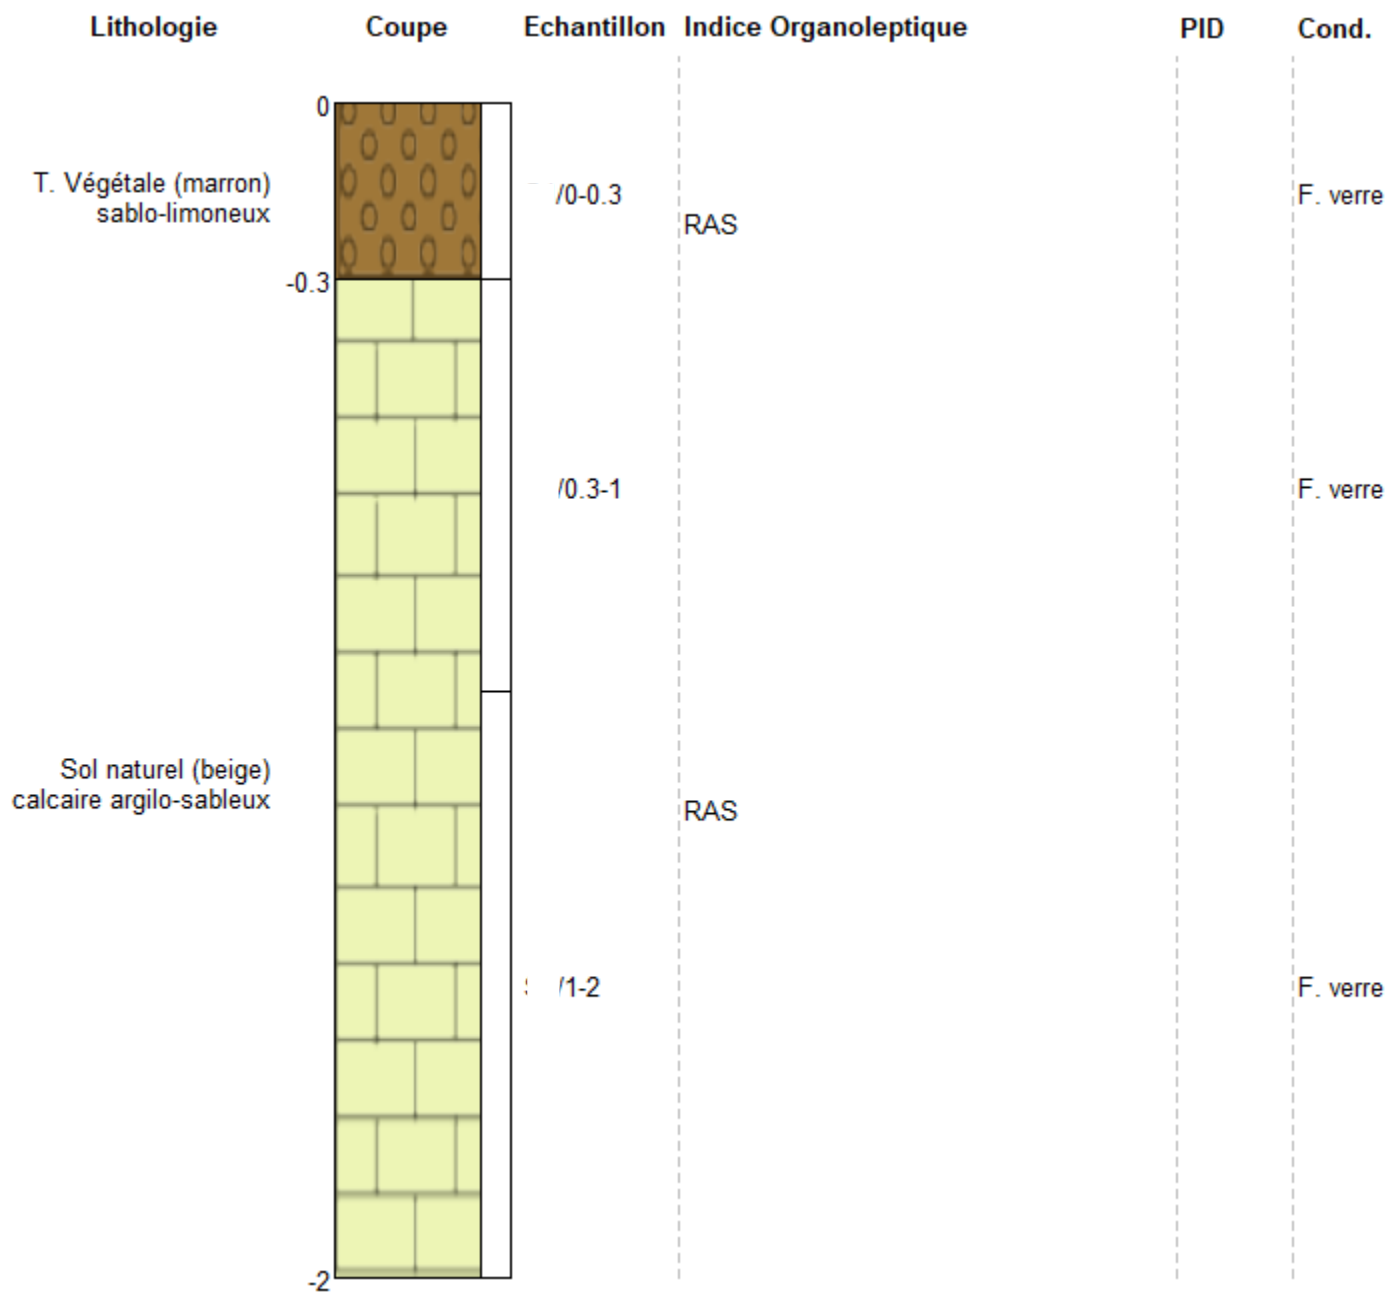 Lithologie Coupe Echantillon Indice Organoleptique PID Cond.
0
T. Végétale (marron)
sablo-limoneux
/0-0.3
F. verre
RAS
-0.3
/0.3-1
F. verre
Sol naturel (beige)
calcaire argilo-sableux
RAS
/1-2
F. verre
-2